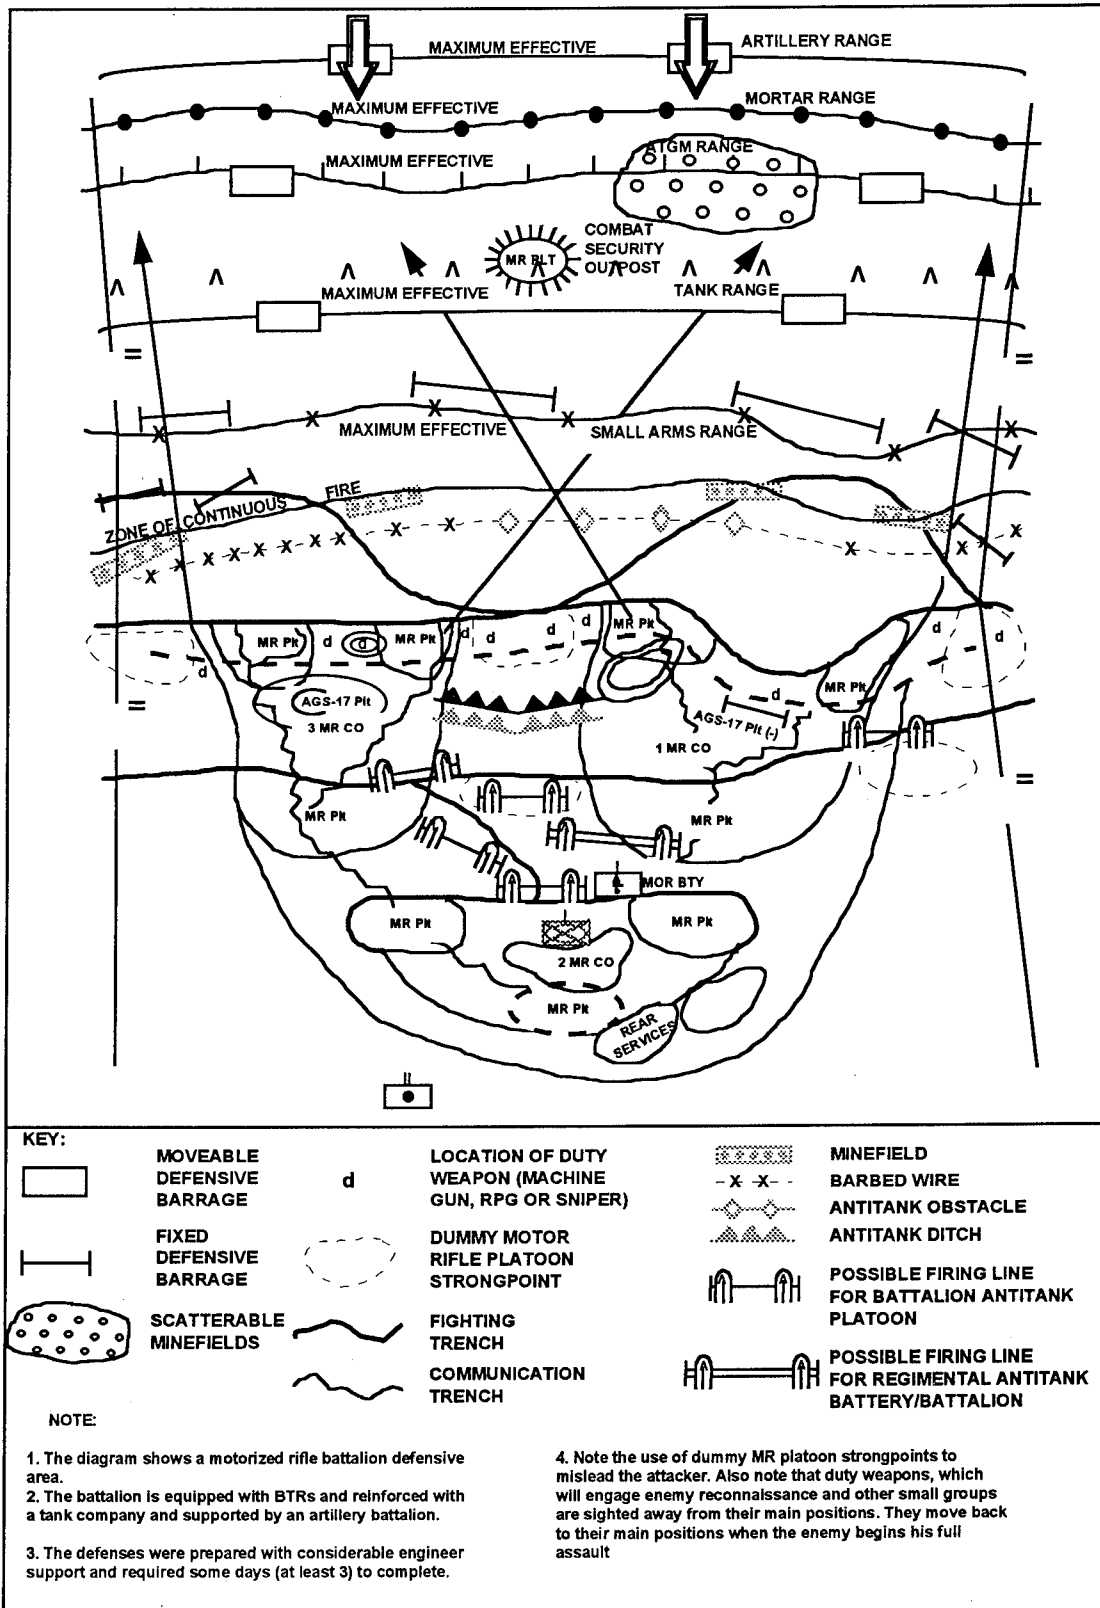 MAXIMUM EFFECTIVE ARTILLERY RANGE
MAXIMUM EFFECTIVE MORTAR RANGE
MAXIMUM EFFECTIVE ATGM RANGE
COMBAT
SECURITY
OUTPOST
MR PLT
MAXIMUM EFFECTIVE TANK RANGE
=
=
MAXIMUM EFFECTIVE SMALL ARMS RANGE
ZONE OF CONTINUOUS FIRE
MR Plt
d
d
MR Plt
d
d
d
d
MR Plt
d
d
d
MR Plt
d
AGS-17 Plt
3 MR CO
AGS-17 Plt (-)
1 MR CO
=
=
MR Plt
MR Plt
MOR BTY
MR Plt
MR Plt
2 MR CO
MR Plt
REAR
SERVICES
KEY:
MOVEABLE
DEFENSIVE
BARRAGE
FIXED
DEFENSIVE
BARRAGE
SCATTERABLE
MINEFIELDS
d
LOCATION OF DUTY
WEAPON (MACHINE
GUN, RPG OR SNIPER)
DUMMY MOTOR
RIFLE PLATOON
STRONGPOINT
FIGHTING
TRENCH
COMMUNICATION
TRENCH
MINEFIELD
BARBED WIRE
ANTITANK OBSTACLE
ANTITANK DITCH
POSSIBLE FIRING LINE
FOR BATTALION ANTITANK
PLATOON
POSSIBLE FIRING LINE
FOR REGIMENTAL ANTITANK
BATTERY/BATTALION
NOTE:
1. The diagram shows a motorized rifle battalion defensive
area.
2. The battalion is equipped with BTRs and reinforced with
a tank company and supported by an artillery battalion.
3. The defenses were prepared with considerable engineer
support and required some days (at least 3) to complete.
4. Note the use of dummy MR platoon strongpoints to
mislead the attacker. Also note that duty weapons, which
will engage enemy reconnaissance and other small groups
are sighted away from their main positions. They move back
to their main positions when the enemy begins his full
assault